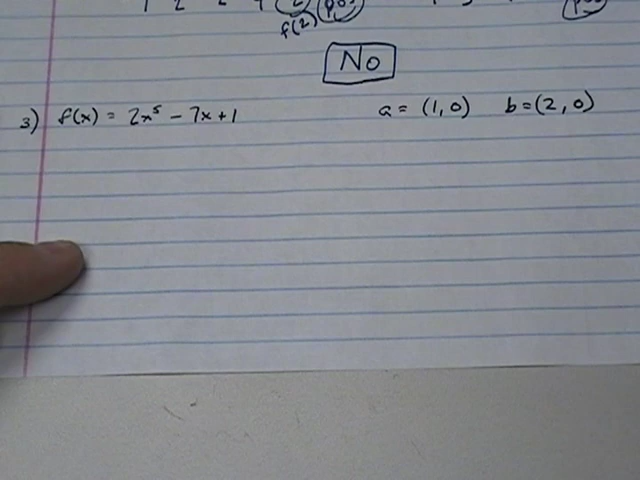 f(2)
No
3) f(x) = 2x⁵ - 7x + 1 a = (1, 0) b = (2, 0)